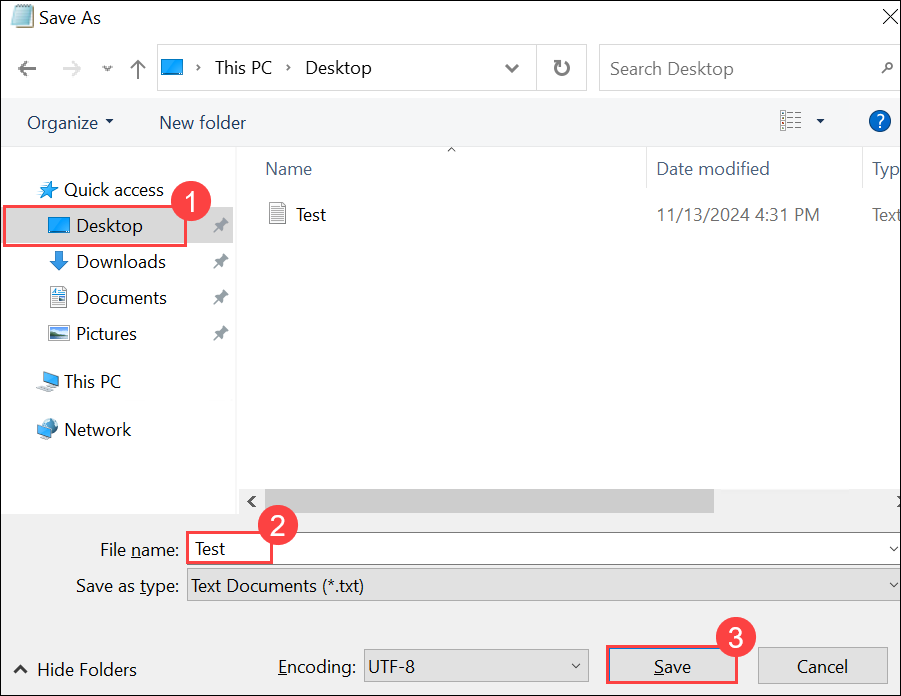 Save As
This PC
Desktop
Search Desktop
Organize
New folder
?
Name
Date modified
Typ
Quick access
1
Desktop
Downloads
Documents
Pictures
This PC
Network
Test
11/13/2024 4:31 PM
Text
2
File name:
Test
Save as type:
Text Documents (*.txt)
3
Hide Folders
Encoding:
UTF-8
Save
Cancel